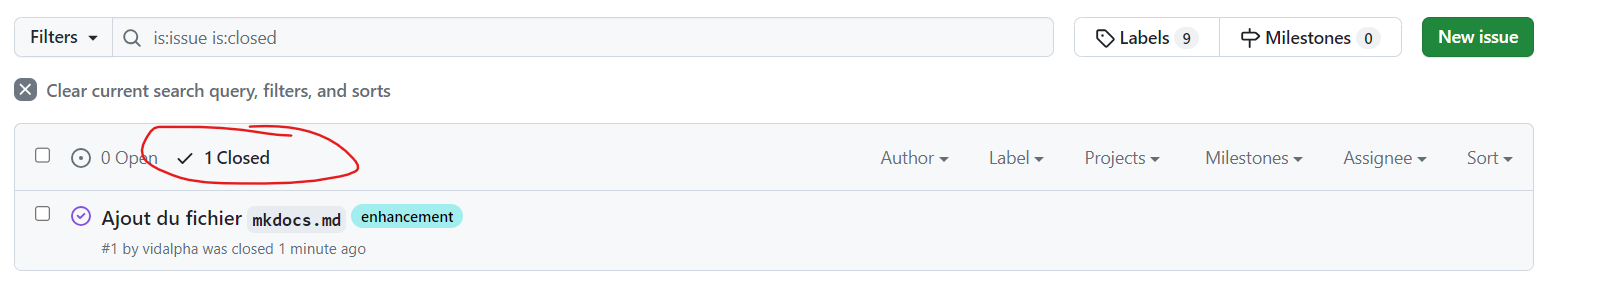 Filters is:issue is:closed Labels 9 Milestones 0 New issue
Clear current search query, filters, and sorts
0 Open 1 Closed Author Label Projects Milestones Assignee Sort
Ajout du fichier mkdocs.md enhancement
#1 by vidalpha was closed 1 minute ago